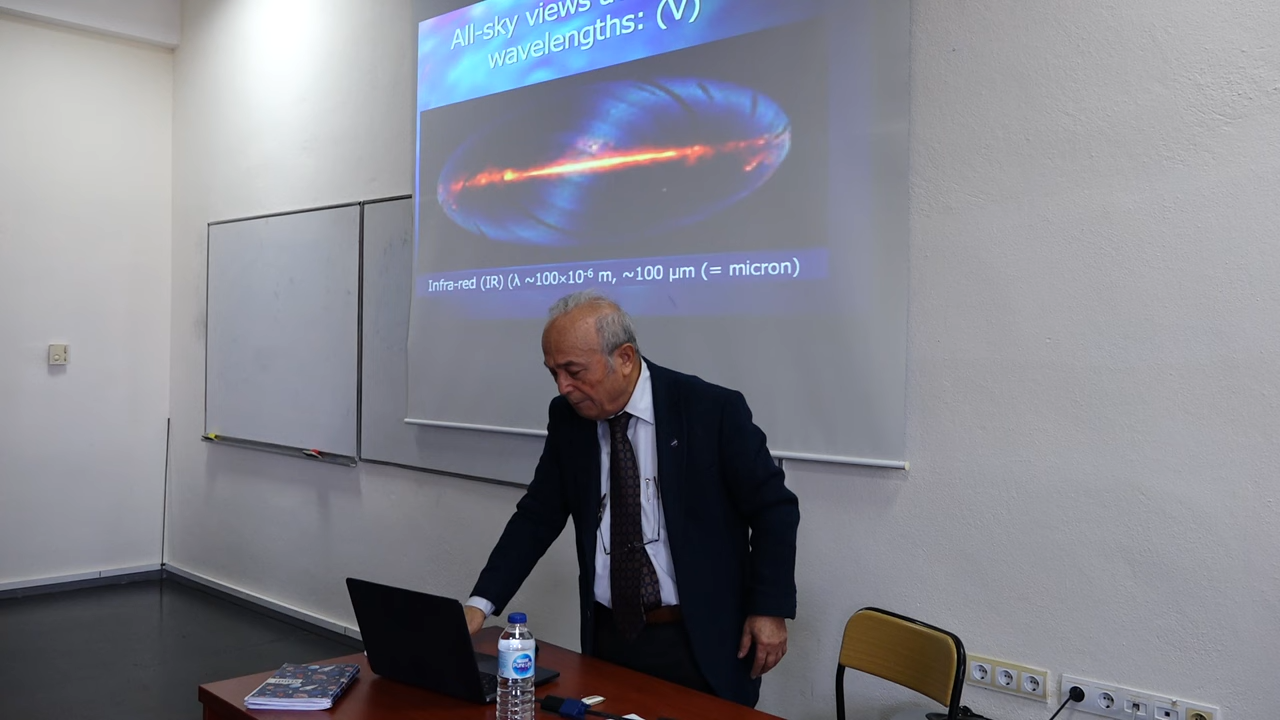 All-sky views
wavelengths: (V)
Infra-red (IR) (λ ~100×10⁻⁶ m, ~100 µm (= micron)